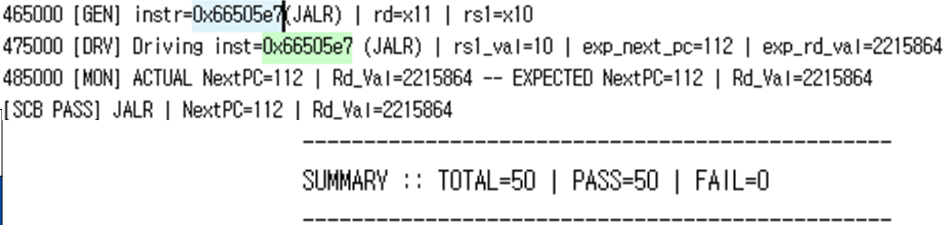 465000 [GEN] instr=0x66505e7(JALR) | rd=x11 | rs1=x10
475000 [DRV] Driving inst=0x66505e7 (JALR) | rs1_val=10 | exp_next_pc=112 | exp_rd_val=2215864
485000 [MON] ACTUAL NextPC=112 | Rd_Val=2215864 -- EXPECTED NextPC=112 | Rd_Val=2215864
[SCB PASS] JALR | NextPC=112 | Rd_Val=2215864
------------------------------------------------
SUMMARY :: TOTAL=50 | PASS=50 | FAIL=0
------------------------------------------------